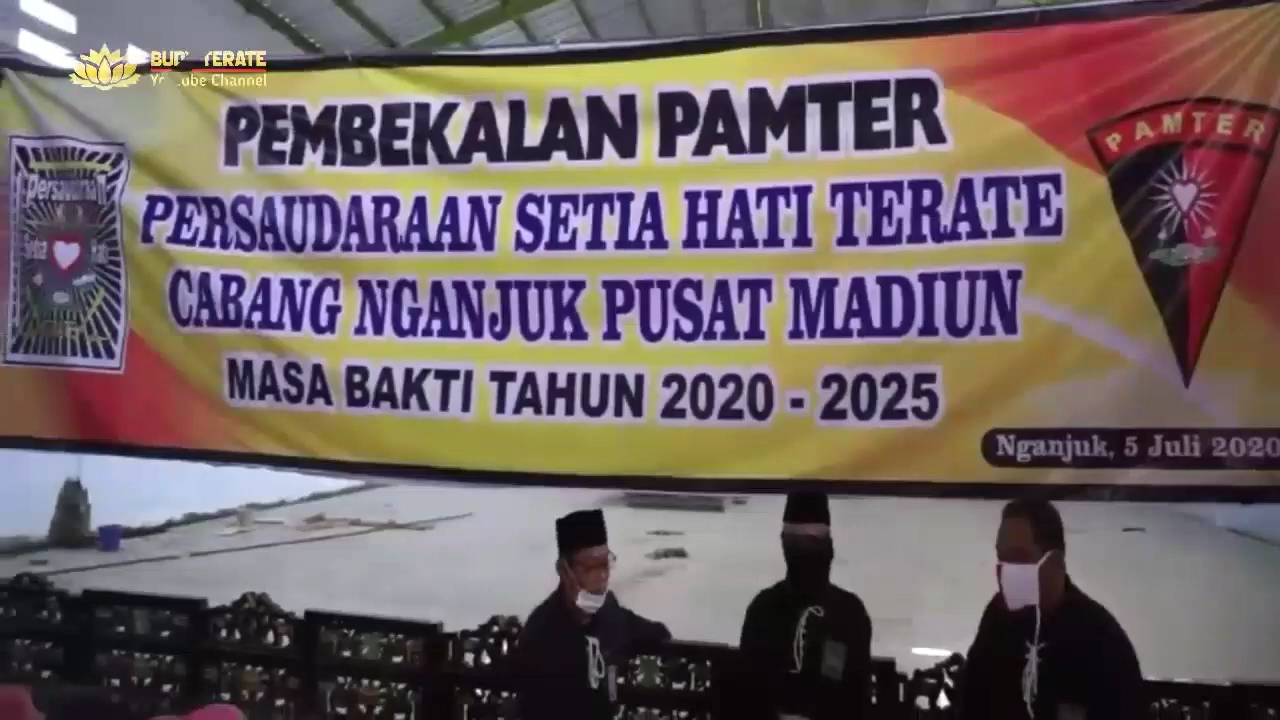 PEMBEKALAN PAMTER
PERSAUDARAAN SETIA HATI TERATE
CABANG NGANJUK PUSAT MADIUN
MASA BAKTI TAHUN 2020 - 2025
Nganjuk, 5 Juli 2020
PAMTER
TERATE
Channel